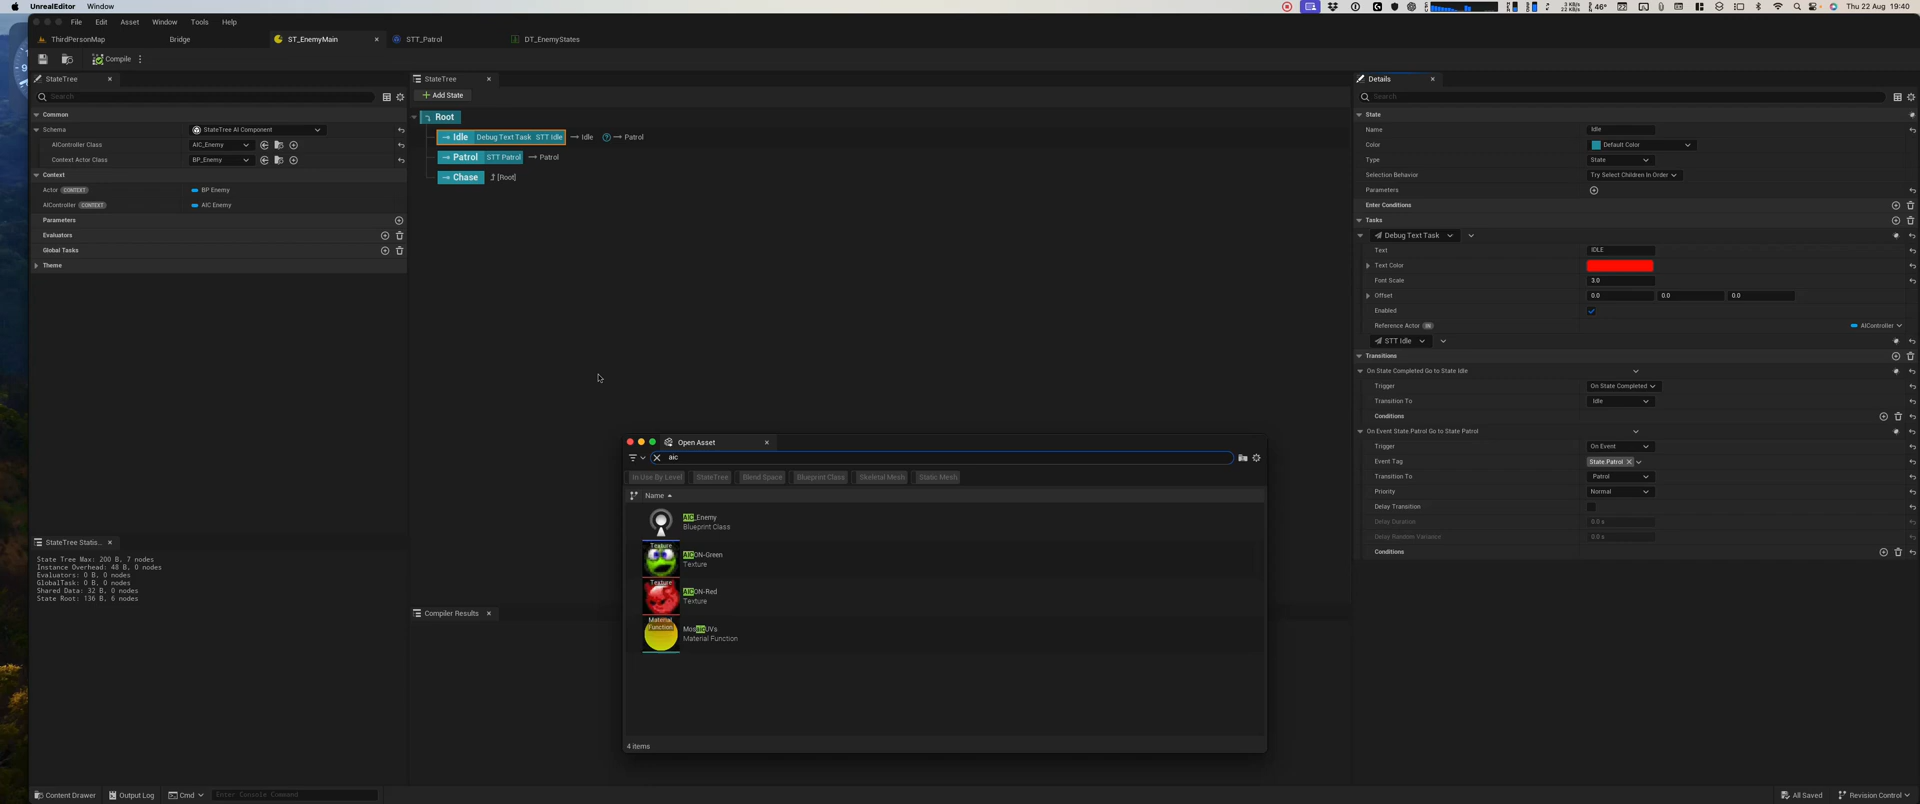 UnrealEditor Window
3 KB/s
22 KB/s
46°
Thu 22 Aug 19:40
File Edit Asset Window Tools Help
ThirdPersonMap
Bridge
ST_EnemyMain
STT_Patrol
DT_EnemyStates
Compile
StateTree
Search
Common
Schema
StateTree AI Component
AIController Class
AIC_Enemy
Context Actor Class
BP_Enemy
Context
Actor CONTEXT
BP Enemy
AIController CONTEXT
AIC Enemy
Parameters
Evaluators
Global Tasks
Theme
StateTree Statis...
State Tree Max: 200 B, 7 nodes
Instance Overhead: 48 B, 0 nodes
Evaluators: 0 B, 0 nodes
GlobalTask: 0 B, 0 nodes
Shared Data: 32 B, 0 nodes
State Root: 136 B, 6 nodes
StateTree
Add State
Root
Idle Debug Text Task STT Idle Idle ? Patrol
Patrol STT Patrol Patrol
Chase [Root]
Compiler Results
Open Asset
aic
In Use By Level
StateTree
Blend Space
Blueprint Class
Skeletal Mesh
Static Mesh
Name
AIC_Enemy
Blueprint Class
Texture
AICON-Green
Texture
Texture
AICON-Red
Texture
Material
Function
MosaicUVs
Material Function
4 items
Details
Search
State
Name
Idle
Color
Default Color
Type
State
Selection Behavior
Try Select Children In Order
Parameters
Enter Conditions
Tasks
Debug Text Task
Text
IDLE
Text Color
Font Scale
3.0
Offset
0.0
0.0
0.0
Enabled
Reference Actor IN
AIController
STT Idle
Transitions
On State Completed Go to State Idle
Trigger
On State Completed
Transition To
Idle
Conditions
On Event State.Patrol Go to State Patrol
Trigger
On Event
Event Tag
State.Patrol
Transition To
Patrol
Priority
Normal
Delay Transition
Delay Duration
0.0 s
Delay Random Variance
0.0 s
Conditions
Content Drawer
Output Log
Cmd
Enter Console Command
All Saved
Revision Control